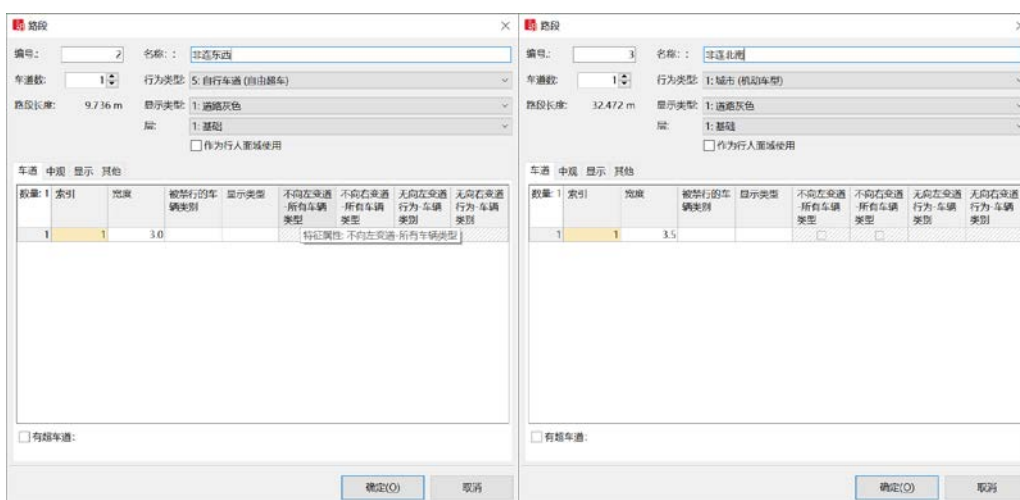 路段
编号.: 2 名称: : 非连东西
车道数: 1 行为类型: 5: 自行车道 (自由超车)
路段长度: 9.736 m 显示类型: 1: 道路灰色
层: 1: 基础
作为行人面域使用
车道 中观 显示 其他
数量: 1 索引 宽度 被禁行的车辆类别 显示类型 不向左变道-所有车辆类型 不向右变道-所有车辆类型 无向左变道行为-车辆类别 无向右变道行为-车辆类别
1 1 3.0
特征属性: 不向左变道-所有车辆类型
有超车道:
确定(O) 取消
路段
编号.: 3 名称: : 非连北南
车道数: 1 行为类型: 1: 城市 (机动车型)
路段长度: 32.472 m 显示类型: 1: 道路灰色
层: 1: 基础
作为行人面域使用
车道 中观 显示 其他
数量: 1 索引 宽度 被禁行的车辆类别 显示类型 不向左变道-所有车辆类型 不向右变道-所有车辆类型 无向左变道行为-车辆类别 无向右变道行为-车辆类别
1 1 3.5
有超车道:
确定(O) 取消